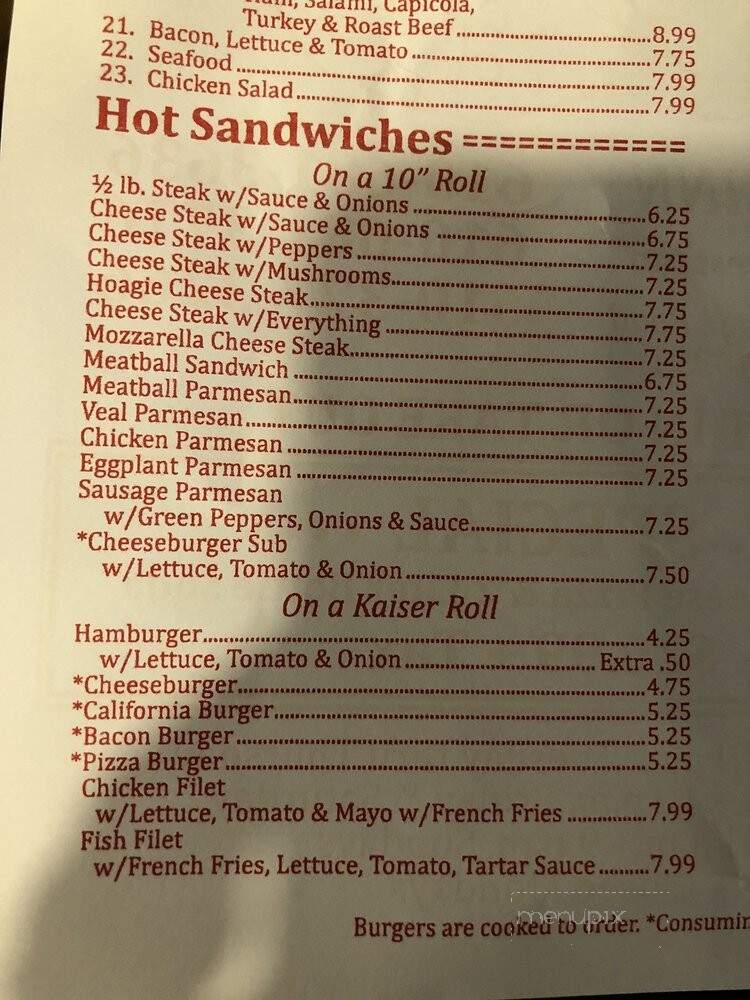 Ham, Salami, Capicola,
Turkey & Roast Beef ........ 8.99
21. Bacon, Lettuce & Tomato ........ 7.75
22. Seafood ........ 7.99
23. Chicken Salad ........ 7.99
Hot Sandwiches ============
On a 10" Roll
½ lb. Steak w/Sauce & Onions ........ 6.25
Cheese Steak w/Sauce & Onions ........ 6.75
Cheese Steak w/Peppers ........ 7.25
Cheese Steak w/Mushrooms ........ 7.25
Hoagie Cheese Steak ........ 7.75
Cheese Steak w/Everything ........ 7.75
Mozzarella Cheese Steak ........ 7.25
Meatball Sandwich ........ 6.75
Meatball Parmesan ........ 7.25
Veal Parmesan ........ 7.25
Chicken Parmesan ........ 7.25
Eggplant Parmesan ........ 7.25
Sausage Parmesan
w/Green Peppers, Onions & Sauce ........ 7.25
*Cheeseburger Sub
w/Lettuce, Tomato & Onion ........ 7.50
On a Kaiser Roll
Hamburger ........ 4.25
w/Lettuce, Tomato & Onion ........ Extra .50
*Cheeseburger ........ 4.75
*California Burger ........ 5.25
*Bacon Burger ........ 5.25
*Pizza Burger ........ 5.25
Chicken Filet
w/Lettuce, Tomato & Mayo w/French Fries ........ 7.99
Fish Filet
w/French Fries, Lettuce, Tomato, Tartar Sauce ........ 7.99
menupix
Burgers are cooked to order. *Consumin